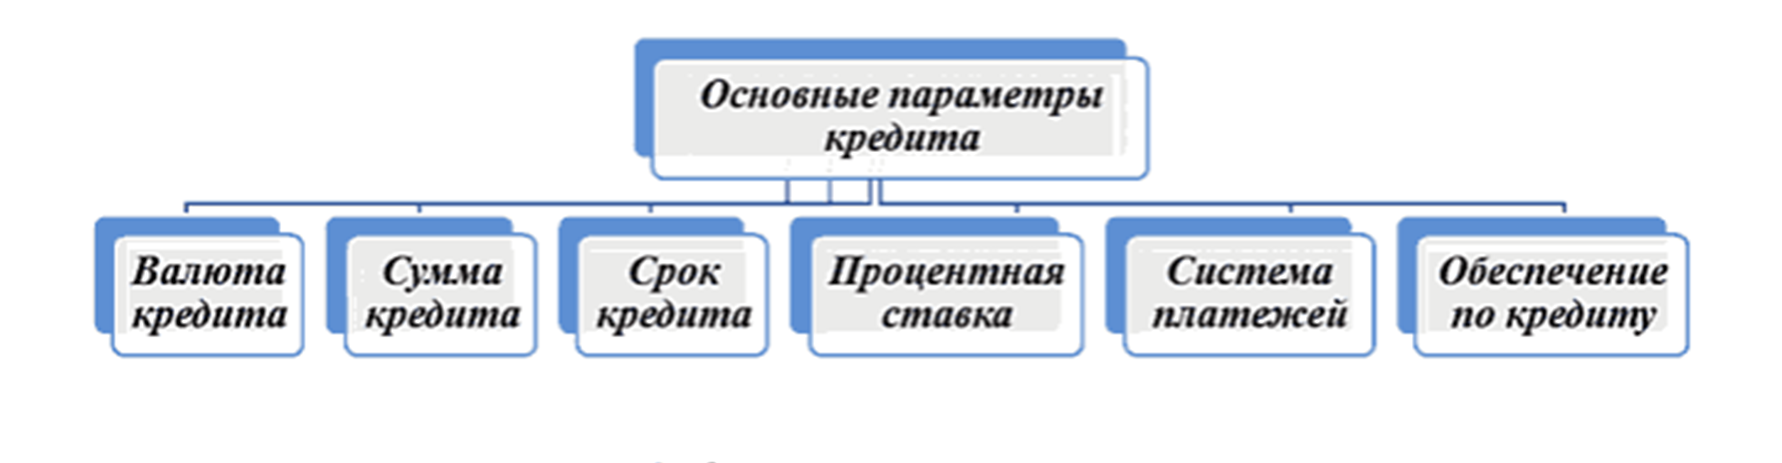 Основные параметры
кредита
Валюта
кредита
Сумма
кредита
Срок
кредита
Процентная
ставка
Система
платежей
Обеспечение
по кредиту